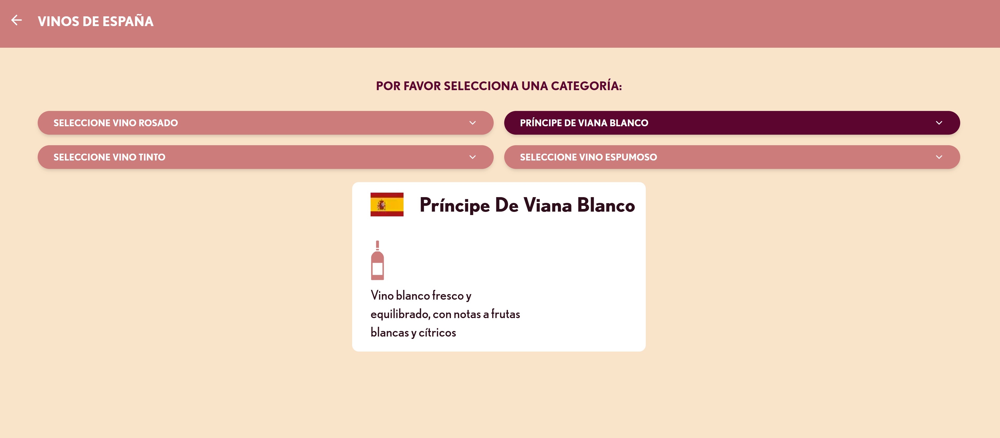 VINOS DE ESPAÑA
POR FAVOR SELECCIONA UNA CATEGORÍA:
SELECCIONE VINO ROSADO
PRÍNCIPE DE VIANA BLANCO
SELECCIONE VINO TINTO
SELECCIONE VINO ESPUMOSO
Príncipe De Viana Blanco
Vino blanco fresco y
equilibrado, con notas a frutas
blancas y cítricos